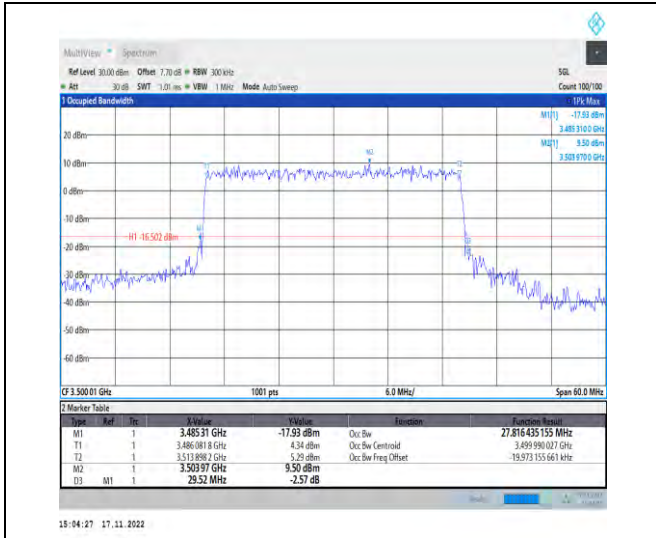 MultiView Spectrum
Ref Level 30.00 dBm Offset 7.70 dB RBW 300 kHz SGL
Att 30 dB SWT 1.01 ms VBW 1 MHz Mode Auto Sweep Count 100/100
1 Occupied Bandwidth 1Pk Max
M1[1] -17.93 dBm
3.485 310 0 GHz
M2[1] 9.50 dBm
3.503 970 0 GHz
20 dBm
M2
10 dBm
0 dBm
-10 dBm
H1 -16.502 dBm
-20 dBm
-30 dBm
-40 dBm
-50 dBm
-60 dBm
CF 3.500 01 GHz 1001 pts 6.0 MHz/ Span 60.0 MHz
2 Marker Table
Type Ref Trc X-Value Y-Value Function Function Result
M1 1 3.485 31 GHz -17.93 dBm Occ Bw 27.816 435 155 MHz
T1 1 3.486 081 8 GHz 4.34 dBm Occ Bw Centroid 3.499 990 027 GHz
T2 1 3.513 898 2 GHz 5.29 dBm Occ Bw Freq Offset -19.973 155 661 kHz
M2 1 3.503 97 GHz 9.50 dBm
D3 M1 1 29.52 MHz -2.57 dB
15:04:27 17.11.2022